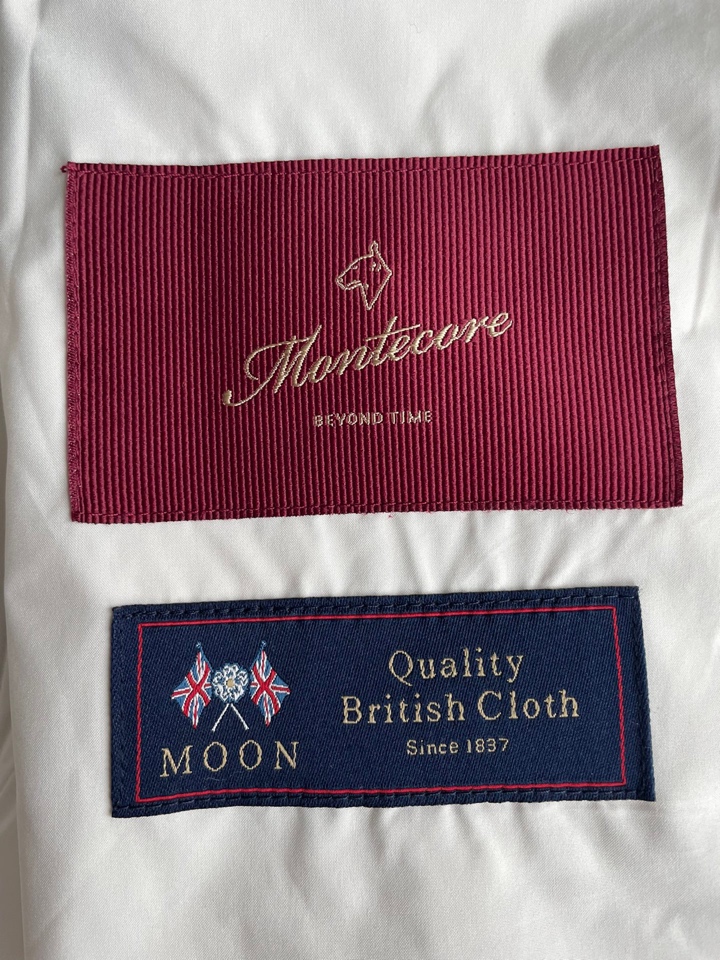 Montecore
BEYOND TIME
Quality
British Cloth
Since 1837
MOON